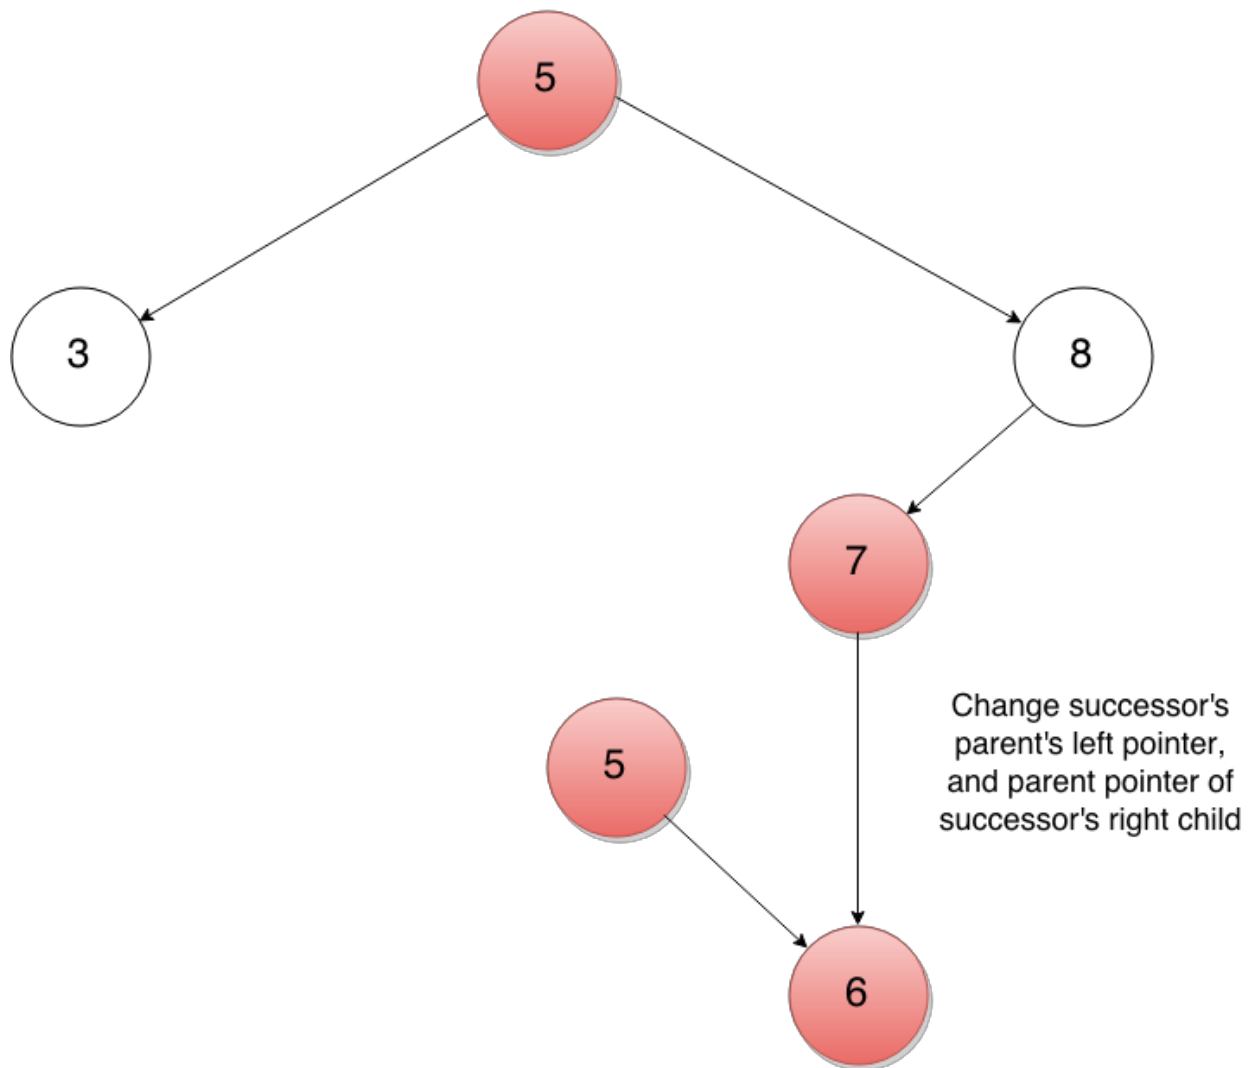 5
3
8
7
5
Change successor's
parent's left pointer,
and parent pointer of
successor's right child
6